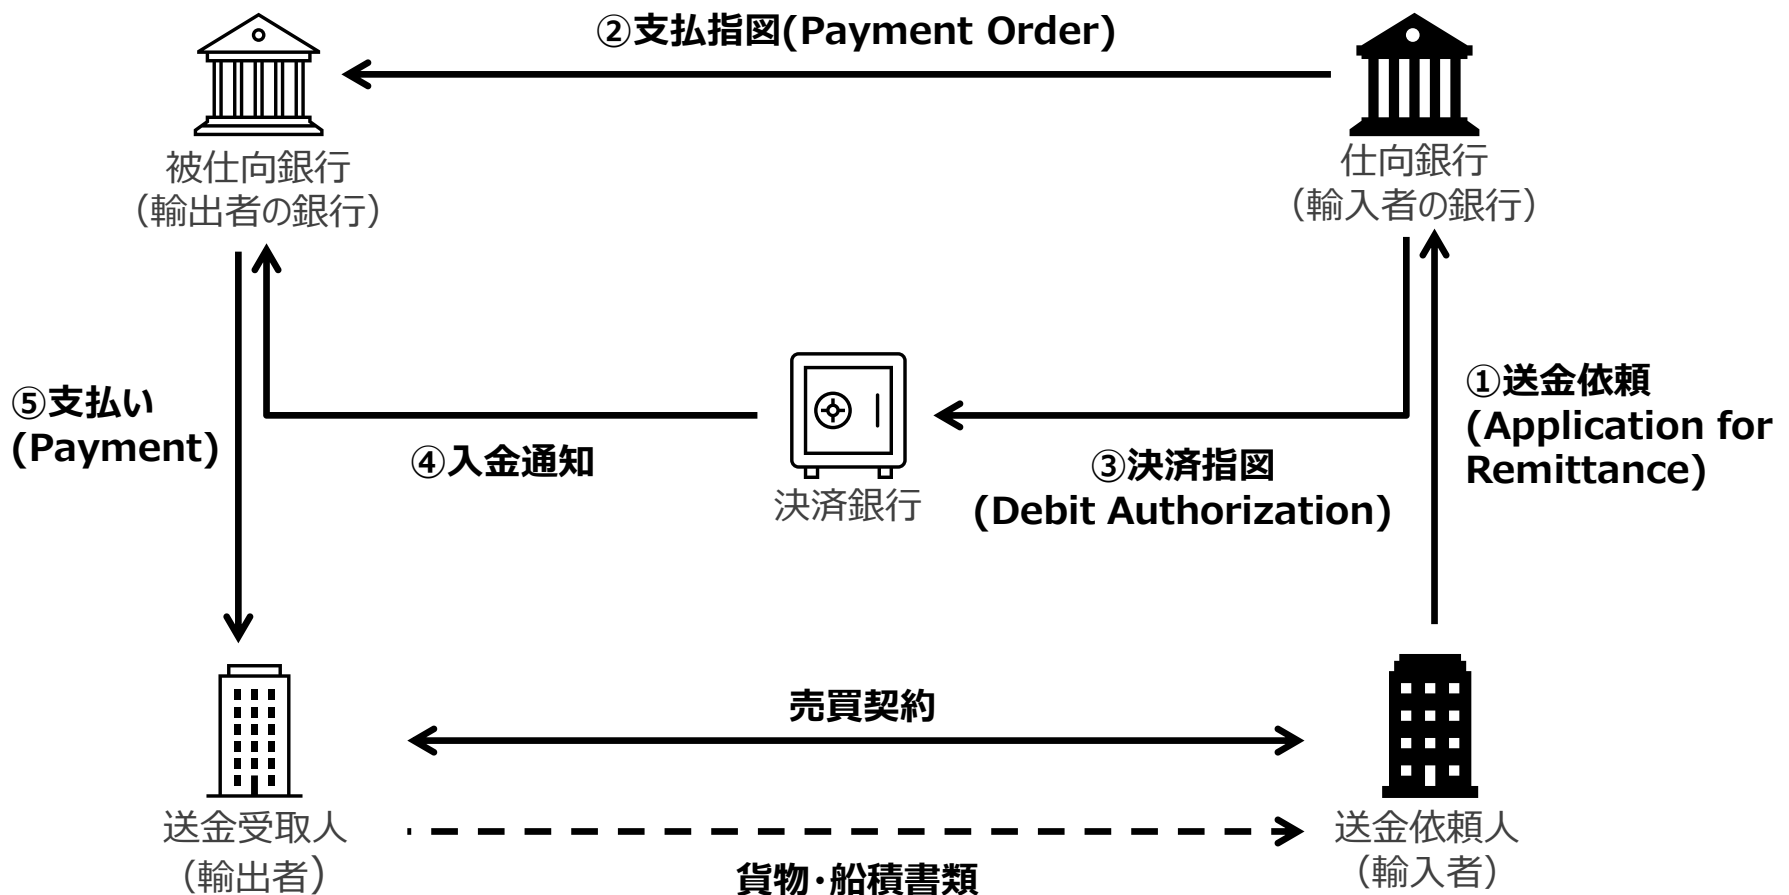 ②支払指図(Payment Order)
被仕向銀行
（輸出者の銀行）
仕向銀行
（輸入者の銀行）
⑤支払い
(Payment)
④入金通知
決済銀行
③決済指図
(Debit Authorization)
①送金依頼
(Application for
Remittance)
売買契約
送金受取人
（輸出者）
貨物・船積書類
送金依頼人
（輸入者）